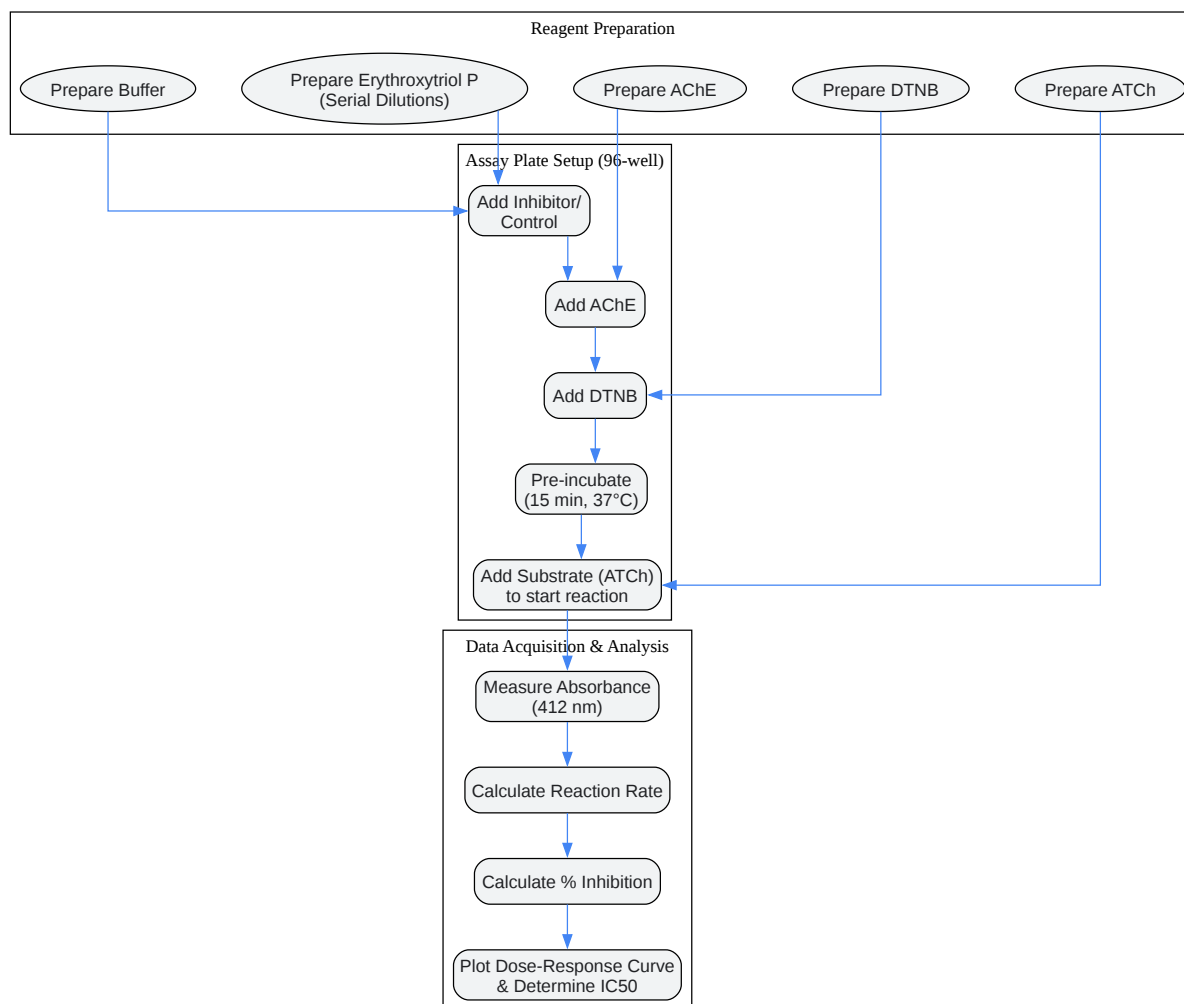 Reagent Preparation
Prepare Buffer
Prepare Erythroxytriol P
(Serial Dilutions)
Prepare AChE
Prepare DTNB
Prepare ATCh
Assay Plate Setup (96-well)
Add Inhibitor/
Control
Add AChE
Add DTNB
Pre-incubate
(15 min, 37°C)
Add Substrate (ATCh)
to start reaction
Data Acquisition & Analysis
Measure Absorbance
(412 nm)
Calculate Reaction Rate
Calculate % Inhibition
Plot Dose-Response Curve
& Determine IC50